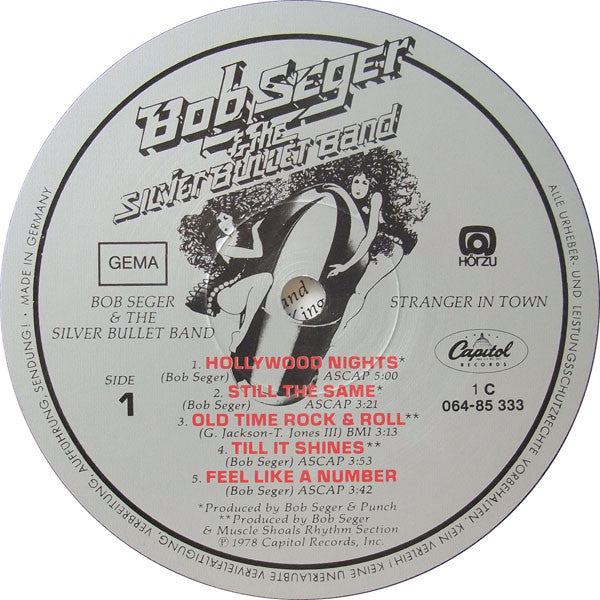 Bob Seger
& the
Silver Bullet Band
GEMA
HÖRZU
BOB SEGER
& THE
SILVER BULLET BAND
STRANGER IN TOWN
Capitol
RECORDS
SIDE
1
1 C
064-85 333
1. HOLLYWOOD NIGHTS*
(Bob Seger) ASCAP 5:00
2. STILL THE SAME*
(Bob Seger) ASCAP 3:21
3. OLD TIME ROCK & ROLL**
(G. Jackson-T. Jones III) BMI 3:13
4. TILL IT SHINES**
(Bob Seger) ASCAP 3:53
5. FEEL LIKE A NUMBER
(Bob Seger) ASCAP 3:42
*Produced by Bob Seger & Punch
**Produced by Bob Seger
& Muscle Shoals Rhythm Section
℗ 1978 Capitol Records, Inc.
ALLE URHEBER- UND LEISTUNGSSCHUTZRECHTE VORBEHALTEN. KEIN VERLEIH! KEINE UNERLAUBTE VERVIELFÄLTIGUNG, VERBREITUNG, AUFFÜHRUNG, SENDUNG! • MADE IN GERMANY
and